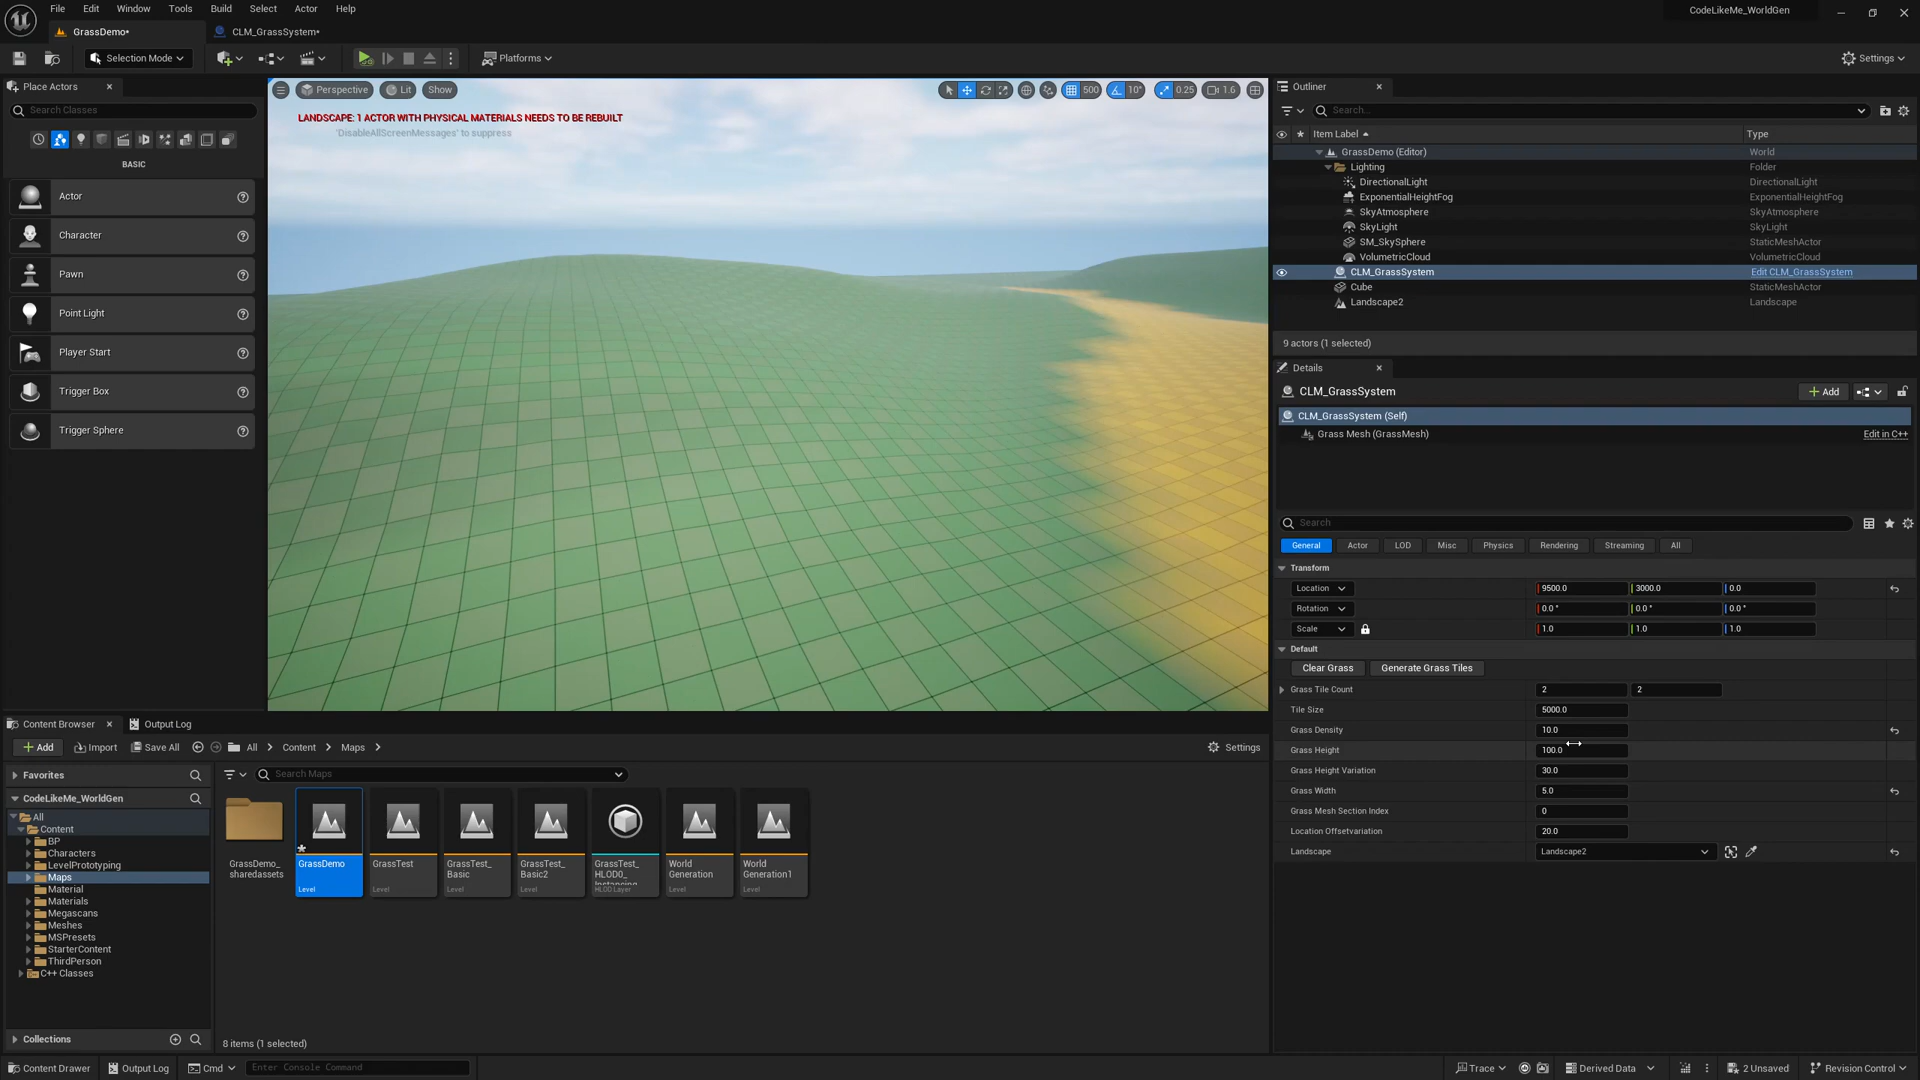 File Edit Window Tools Build Select Actor Help
CodeLikeMe_WorldGen
GrassDemo*
CLM_GrassSystem*
Selection Mode
Platforms
Settings
Place Actors
Search Classes
BASIC
Actor
Character
Pawn
Point Light
Player Start
Trigger Box
Trigger Sphere
Perspective Lit Show
500 10° 0.25 1.6
LANDSCAPE: 1 ACTOR WITH PHYSICAL MATERIALS NEEDS TO BE REBUILT
'DisableAllScreenMessages' to suppress
Outliner
Search...
Item Label Type
GrassDemo (Editor) World
Lighting Folder
DirectionalLight DirectionalLight
ExponentialHeightFog ExponentialHeightFog
SkyAtmosphere SkyAtmosphere
SkyLight SkyLight
SM_SkySphere StaticMeshActor
VolumetricCloud VolumetricCloud
CLM_GrassSystem Edit CLM_GrassSystem
Cube StaticMeshActor
Landscape2 Landscape
9 actors (1 selected)
Details
CLM_GrassSystem
Add
CLM_GrassSystem (Self)
Grass Mesh (GrassMesh) Edit in C++
Search
General Actor LOD Misc Physics Rendering Streaming All
Transform
Location 9500.0 3000.0 0.0
Rotation 0.0 ° 0.0 ° 0.0 °
Scale 1.0 1.0 1.0
Default
Clear Grass Generate Grass Tiles
Grass Tile Count 2 2
Tile Size 5000.0
Grass Density 10.0
Grass Height 100.0
Grass Height Variation 30.0
Grass Width 5.0
Grass Mesh Section Index 0
Location Offsetvariation 20.0
Landscape Landscape2
Content Browser
Output Log
Add Import Save All All Content Maps
Settings
Favorites
CodeLikeMe_WorldGen
All
Content
BP
Characters
LevelPrototyping
Maps
Material
Materials
Megascans
Meshes
MSPresets
StarterContent
ThirdPerson
C++ Classes
Collections
Search Maps
GrassDemo_
sharedassets
GrassDemo
Level
GrassTest
Level
GrassTest_
Basic
Level
GrassTest_
Basic2
Level
GrassTest_
HLOD0_
Instancing
HLOD Layer
World
Generation
Level
World
Generation1
Level
8 items (1 selected)
Content Drawer Output Log Cmd Enter Console Command
Trace Derived Data 2 Unsaved Revision Control